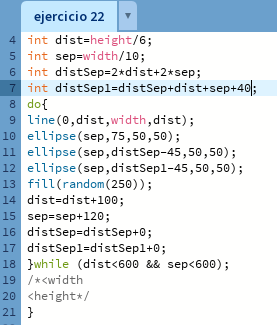 ejercicio 22
4 int dist=height/6;
5 int sep=width/10;
6 int distSep=2*dist+2*sep;
7 int distSep1=distSep+dist+sep+40;
8 do{
9 line(0,dist,width,dist);
10 ellipse(sep,75,50,50);
11 ellipse(sep,distSep-45,50,50);
12 ellipse(sep,distSep1-45,50,50);
13 fill(random(250));
14 dist=dist+100;
15 sep=sep+120;
16 distSep=distSep+0;
17 distSep1=distSep1+0;
18 }while (dist<600 && sep<600);
19 /*<width
20 <height*/
21 }